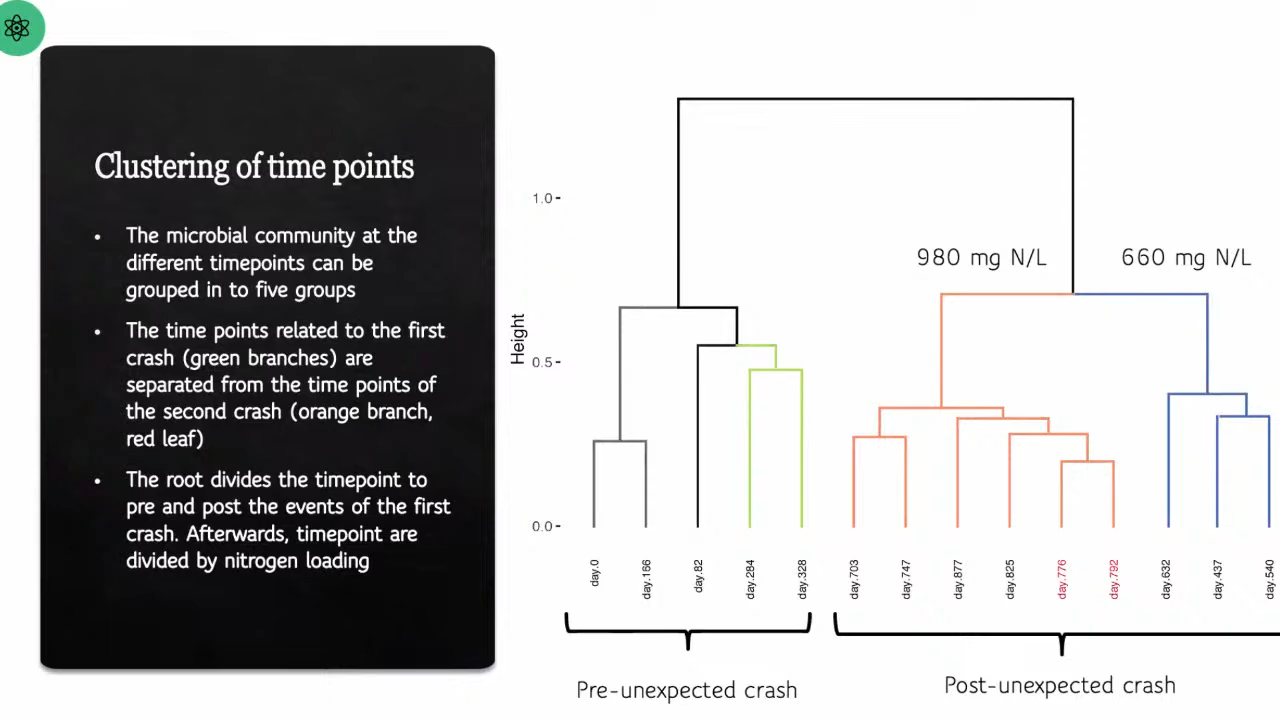 Clustering of time points
• The microbial community at the
different timepoints can be
grouped in to five groups
• The time points related to the first
crash (green branches) are
separated from the time points of
the second crash (orange branch,
red leaf)
• The root divides the timepoint to
pre and post the events of the first
crash. Afterwards, timepoint are
divided by nitrogen loading
980 mg N/L
660 mg N/L
Height
1.0
0.5
0.0
day.0
day.166
day.82
day.284
day.328
day.703
day.747
day.877
day.825
day.776
day.792
day.632
day.437
day.540
Pre-unexpected crash
Post-unexpected crash